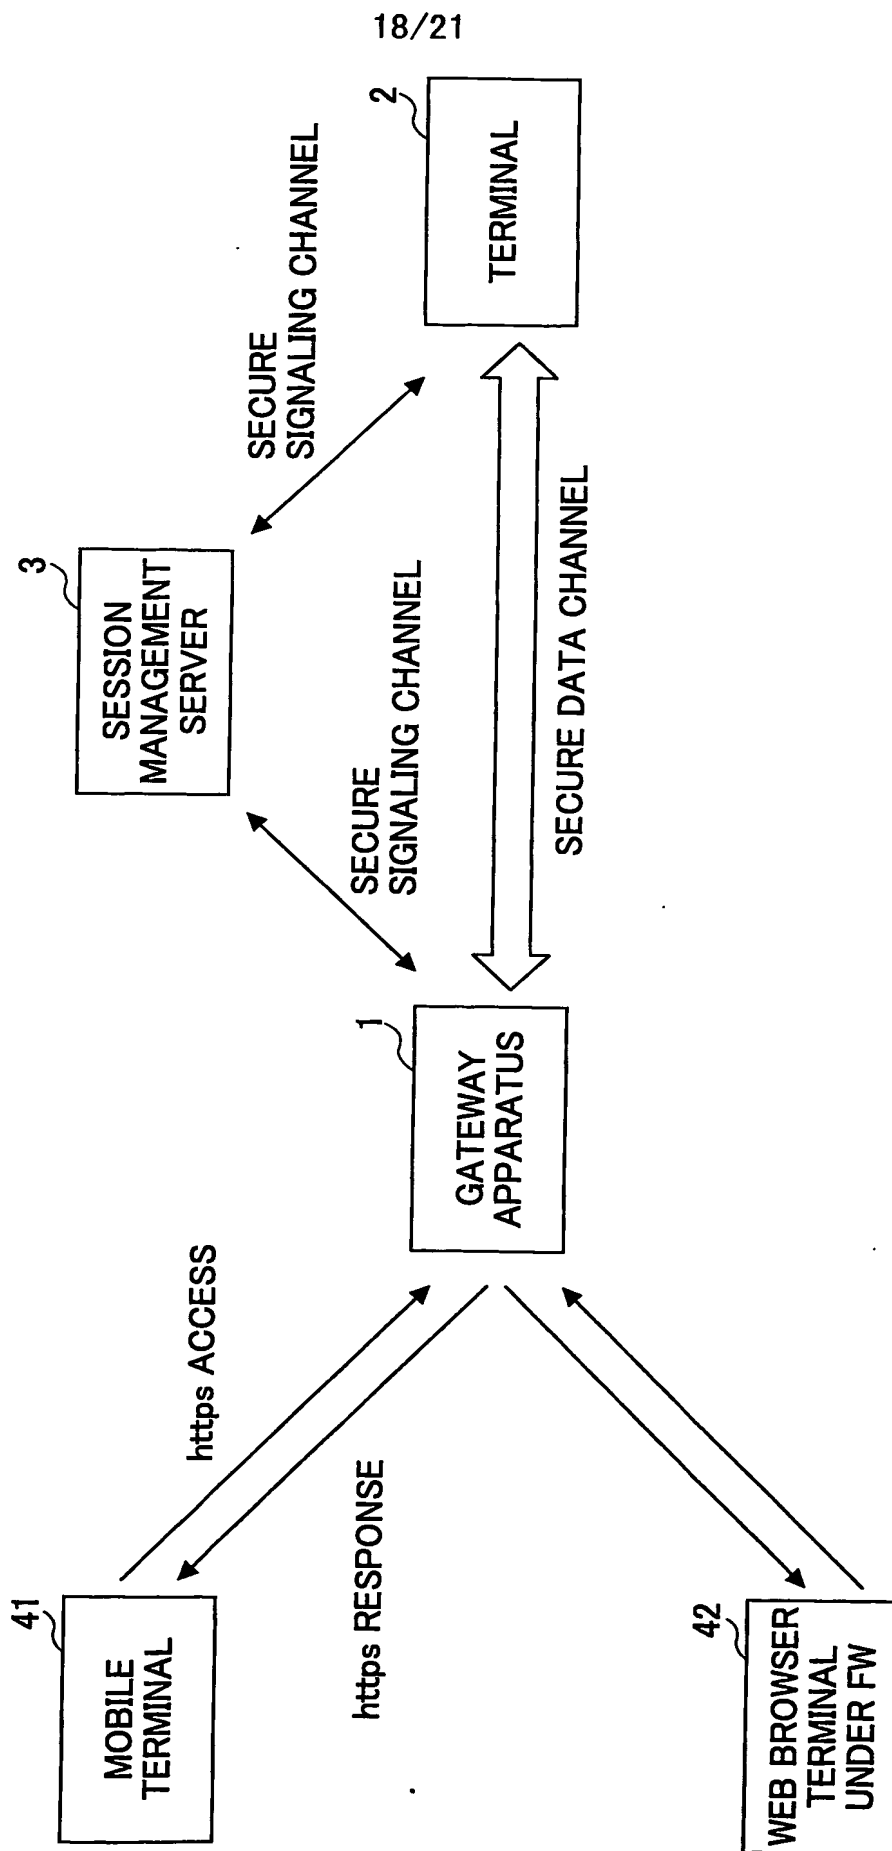 18/21
41
MOBILE
TERMINAL
https ACCESS
https RESPONSE
42
WEB BROWSER
TERMINAL
UNDER FW
1
GATEWAY
APPARATUS
3
SESSION
MANAGEMENT
SERVER
SECURE
SIGNALING CHANNEL
SECURE
SIGNALING CHANNEL
SECURE DATA CHANNEL
2
TERMINAL